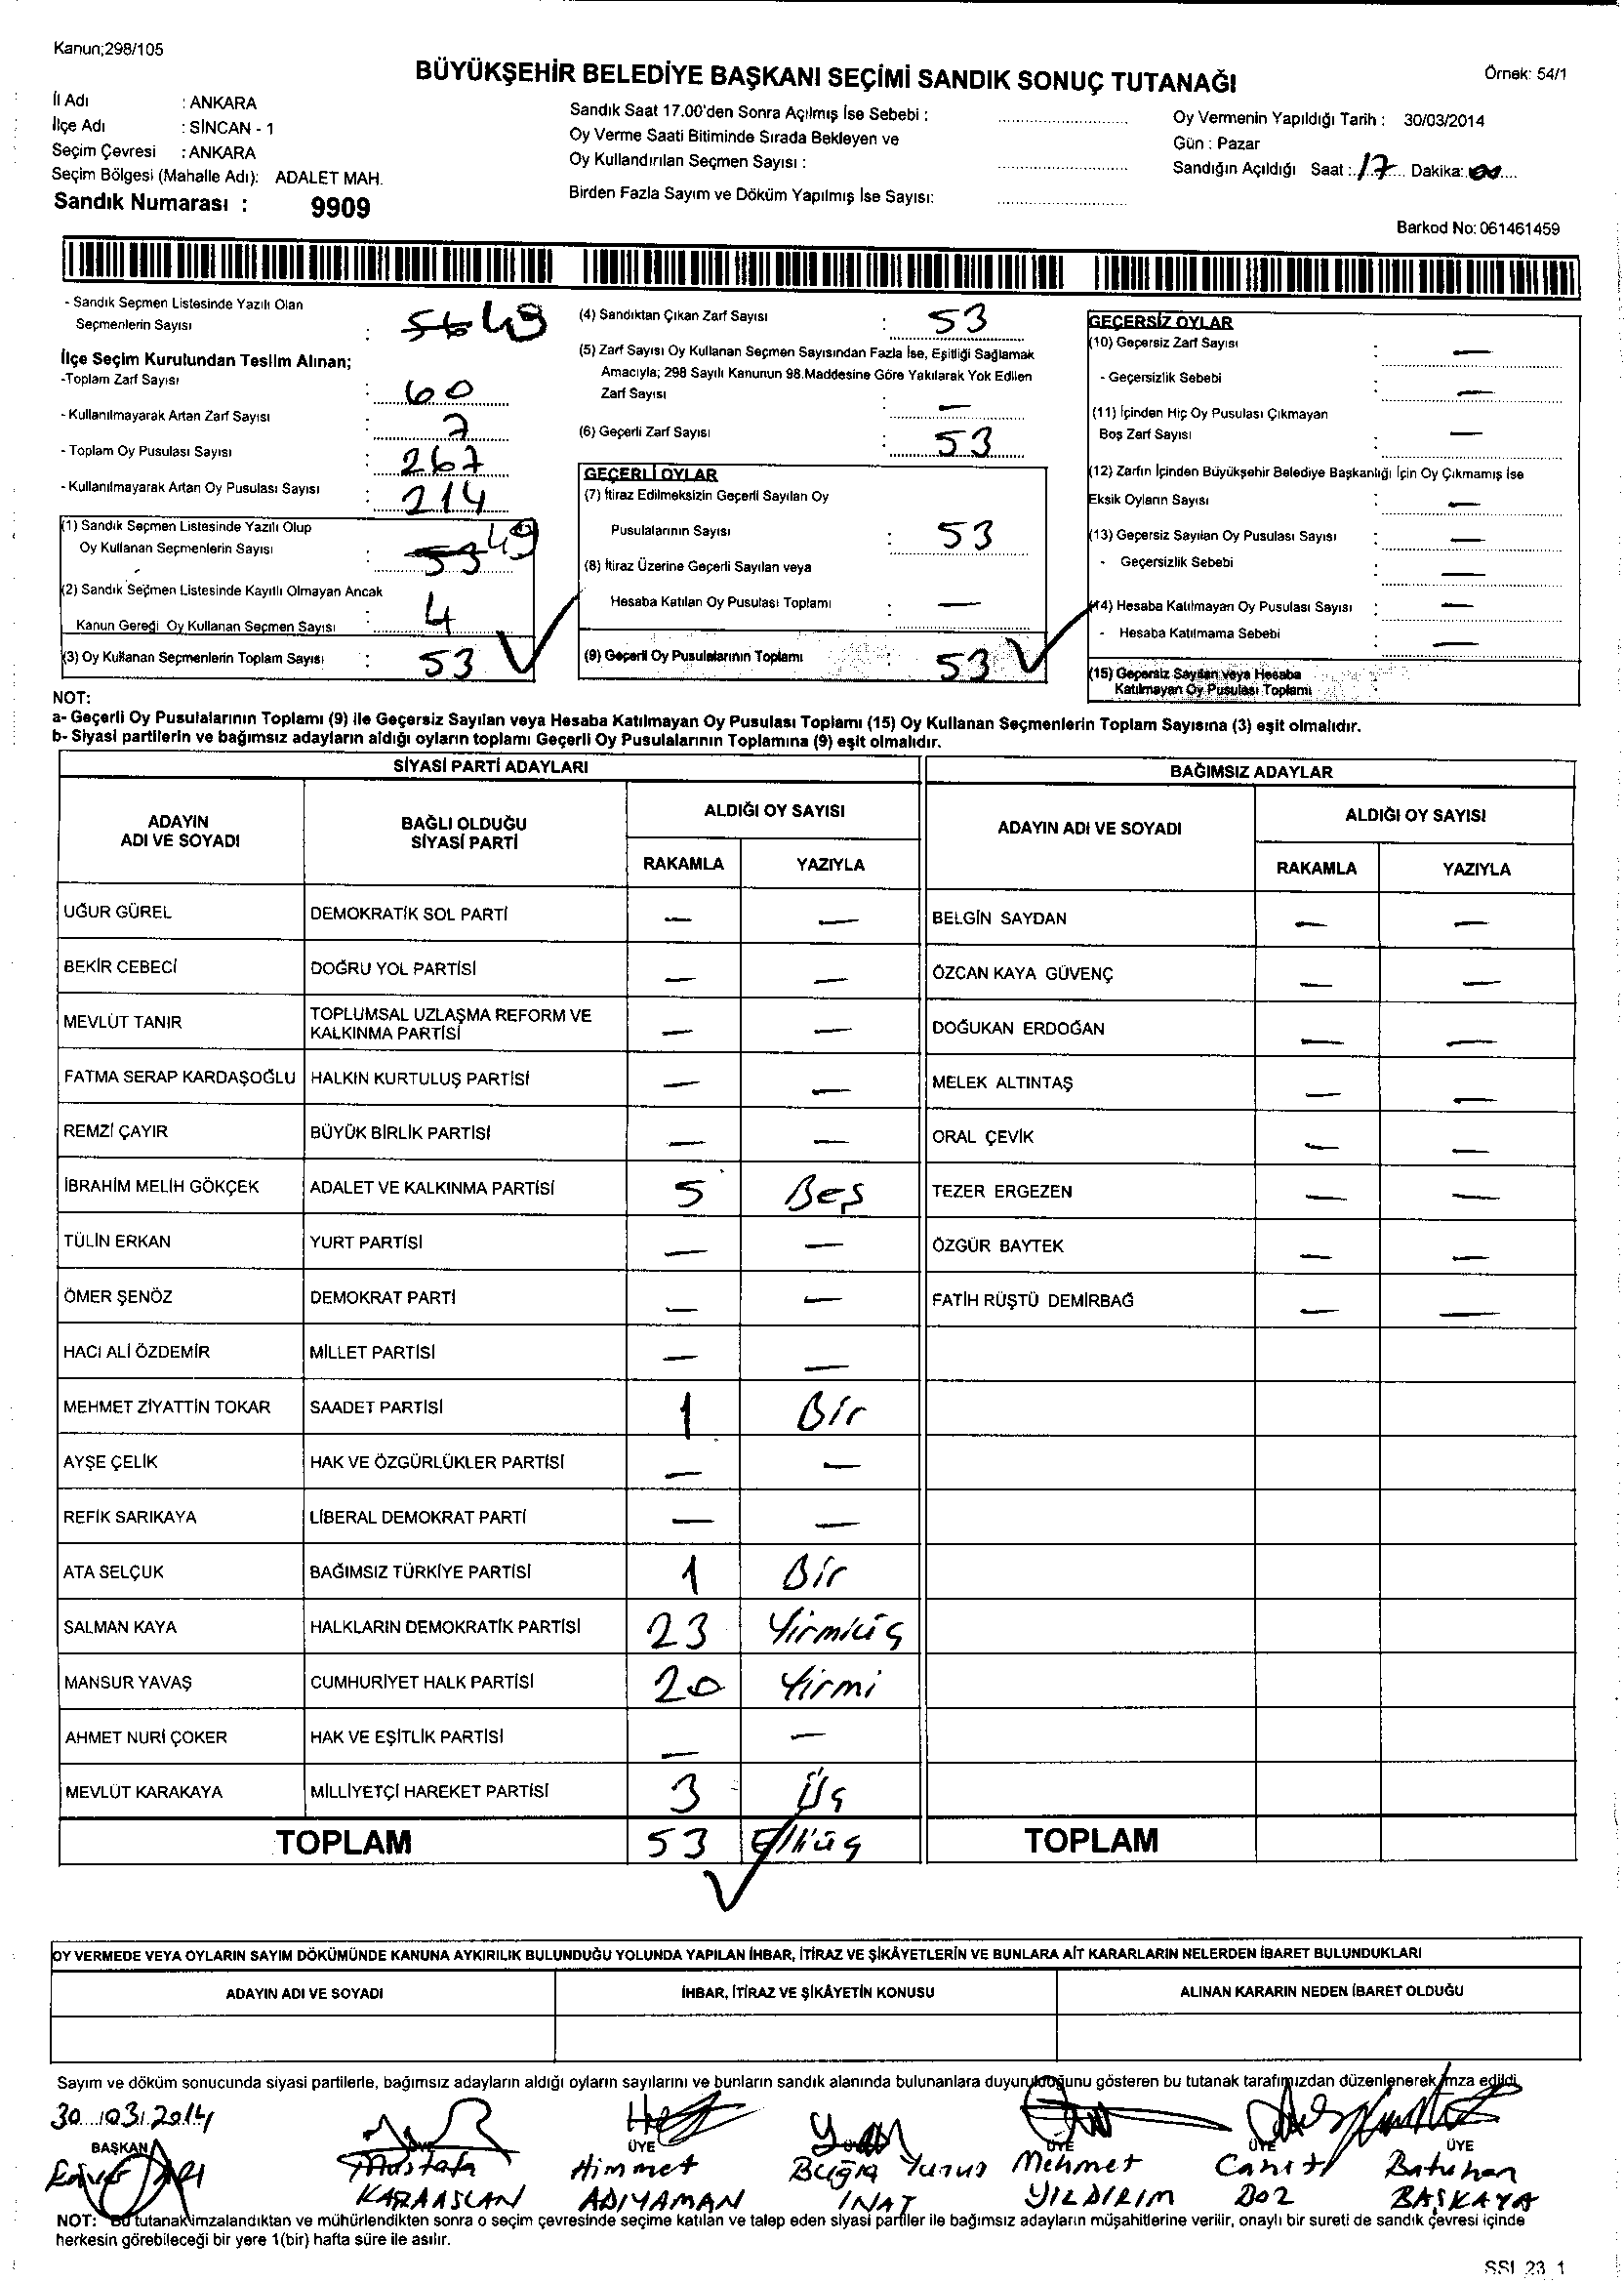 Kanun;298/105
BÜYÜKŞEHİR BELEDİYE BAŞKANI SEÇİMİ SANDIK SONUÇ TUTANAĞI
Örnek: 54/1
İl Adı : ANKARA
İlçe Adı : SİNCAN - 1
Seçim Çevresi : ANKARA
Seçim Bölgesi (Mahalle Adı): ADALET MAH.
Sandık Numarası : 9909
Sandık Saat 17.00'den Sonra Açılmış İse Sebebi :
Oy Verme Saati Bitiminde Sırada Bekleyen ve
Oy Kullandırılan Seçmen Sayısı :
Birden Fazla Sayım ve Döküm Yapılmış İse Sayısı:
Oy Vermenin Yapıldığı Tarih : 30/03/2014
Gün : Pazar
Sandığın Açıldığı Saat : 17 Dakika: 00
Barkod No: 061461459
- Sandık Seçmen Listesinde Yazılı Olan
Seçmenlerin Sayısı : 49
İlçe Seçim Kurulundan Teslim Alınan;
-Toplam Zarf Sayısı : 60
- Kullanılmayarak Artan Zarf Sayısı : 7
- Toplam Oy Pusulası Sayısı : 267
- Kullanılmayarak Artan Oy Pusulası Sayısı : 214
(1) Sandık Seçmen Listesinde Yazılı Olup
Oy Kullanan Seçmenlerin Sayısı : 53 49
(2) Sandık Seçmen Listesinde Kayıtlı Olmayan Ancak
Kanun Gereği Oy Kullanan Seçmen Sayısı : 4
(3) Oy Kullanan Seçmenlerin Toplam Sayısı : 53
(4) Sandıktan Çıkan Zarf Sayısı : 53
(5) Zarf Sayısı Oy Kullanan Seçmen Sayısından Fazla İse, Eşitliği Sağlamak
Amacıyla; 298 Sayılı Kanunun 98.Maddesine Göre Yakılarak Yok Edilen
Zarf Sayısı : —
(6) Geçerli Zarf Sayısı : 53
GEÇERLİ OYLAR
(7) İtiraz Edilmeksizin Geçerli Sayılan Oy
Pusulalarının Sayısı : 53
(8) İtiraz Üzerine Geçerli Sayılan veya
Hesaba Katılan Oy Pusulası Toplamı : —
(9) Geçerli Oy Pusulalarının Toplamı : 53
GEÇERSİZ OYLAR
(10) Geçersiz Zarf Sayısı : —
- Geçersizlik Sebebi : —
(11) İçinden Hiç Oy Pusulası Çıkmayan
Boş Zarf Sayısı : —
(12) Zarfın İçinden Büyükşehir Belediye Başkanlığı İçin Oy Çıkmamış İse
Eksik Oyların Sayısı : —
(13) Geçersiz Sayılan Oy Pusulası Sayısı : —
- Geçersizlik Sebebi : —
(14) Hesaba Katılmayan Oy Pusulası Sayısı : —
- Hesaba Katılmama Sebebi : —
(15) Geçersiz Sayılan veya Hesaba
Katılmayan Oy Pusulası Toplamı :
NOT:
a- Geçerli Oy Pusulalarının Toplamı (9) ile Geçersiz Sayılan veya Hesaba Katılmayan Oy Pusulası Toplamı (15) Oy Kullanan Seçmenlerin Toplam Sayısına (3) eşit olmalıdır.
b- Siyasi partilerin ve bağımsız adayların aldığı oyların toplamı Geçerli Oy Pusulalarının Toplamına (9) eşit olmalıdır.
SİYASİ PARTİ ADAYLARI
ADAYIN ADI VE SOYADI
BAĞLI OLDUĞU SİYASİ PARTİ
ALDIĞI OY SAYISI
RAKAMLA YAZIYLA
UĞUR GÜREL DEMOKRATİK SOL PARTİ — —
BEKİR CEBECİ DOĞRU YOL PARTİSİ — —
MEVLÜT TANIR TOPLUMSAL UZLAŞMA REFORM VE KALKINMA PARTİSİ — —
FATMA SERAP KARDAŞOĞLU HALKIN KURTULUŞ PARTİSİ — —
REMZİ ÇAYIR BÜYÜK BİRLİK PARTİSİ — —
İBRAHİM MELİH GÖKÇEK ADALET VE KALKINMA PARTİSİ 5 Beş
TÜLİN ERKAN YURT PARTİSİ — —
ÖMER ŞENÖZ DEMOKRAT PARTİ — —
HACI ALİ ÖZDEMİR MİLLET PARTİSİ — —
MEHMET ZİYATTİN TOKAR SAADET PARTİSİ 1 Bir
AYŞE ÇELİK HAK VE ÖZGÜRLÜKLER PARTİSİ — —
REFİK SARIKAYA LİBERAL DEMOKRAT PARTİ — —
ATA SELÇUK BAĞIMSIZ TÜRKİYE PARTİSİ 1 Bir
SALMAN KAYA HALKLARIN DEMOKRATİK PARTİSİ 23 Yirmiüç
MANSUR YAVAŞ CUMHURİYET HALK PARTİSİ 20 Yirmi
AHMET NURİ ÇOKER HAK VE EŞİTLİK PARTİSİ — —
MEVLÜT KARAKAYA MİLLİYETÇİ HAREKET PARTİSİ 3 Üç
TOPLAM 53 Elliüç
BAĞIMSIZ ADAYLAR
ADAYIN ADI VE SOYADI
ALDIĞI OY SAYISI
RAKAMLA YAZIYLA
BELGİN SAYDAN — —
ÖZCAN KAYA GÜVENÇ — —
DOĞUKAN ERDOĞAN — —
MELEK ALTINTAŞ — —
ORAL ÇEVİK — —
TEZER ERGEZEN — —
ÖZGÜR BAYTEK — —
FATİH RÜŞTÜ DEMİRBAĞ — —
TOPLAM
OY VERMEDE VEYA OYLARIN SAYIM DÖKÜMÜNDE KANUNA AYKIRILIK BULUNDUĞU YOLUNDA YAPILAN İHBAR, İTİRAZ VE ŞİKÂYETLERİN VE BUNLARA AİT KARARLARIN NELERDEN İBARET BULUNDUKLARI
ADAYIN ADI VE SOYADI İHBAR, İTİRAZ VE ŞİKÂYETİN KONUSU ALINAN KARARIN NEDEN İBARET OLDUĞU
Sayım ve döküm sonucunda siyasi partilerle, bağımsız adayların aldığı oyların sayılarını ve bunların sandık alanında bulunanlara duyurulduğunu gösteren bu tutanak tarafımızdan düzenlenerek imza edildi.
30/03/2014
BAŞKAN ÜYE ÜYE ÜYE ÜYE
Mustafa Himmet Buğra Yunus Mehmet Cahit Batuhan
KARAASLAN ADIYAMAN İNAT YILDIRIM BAŞKAYA
NOT: Bu tutanak imzalandıktan ve mühürlendikten sonra o seçim çevresinde seçime katılan ve talep eden siyasi partiler ile bağımsız adayların müşahitlerine verilir, onaylı bir sureti de sandık çevresi içinde
herkesin görebileceği bir yere 1(bir) hafta süre ile asılır.